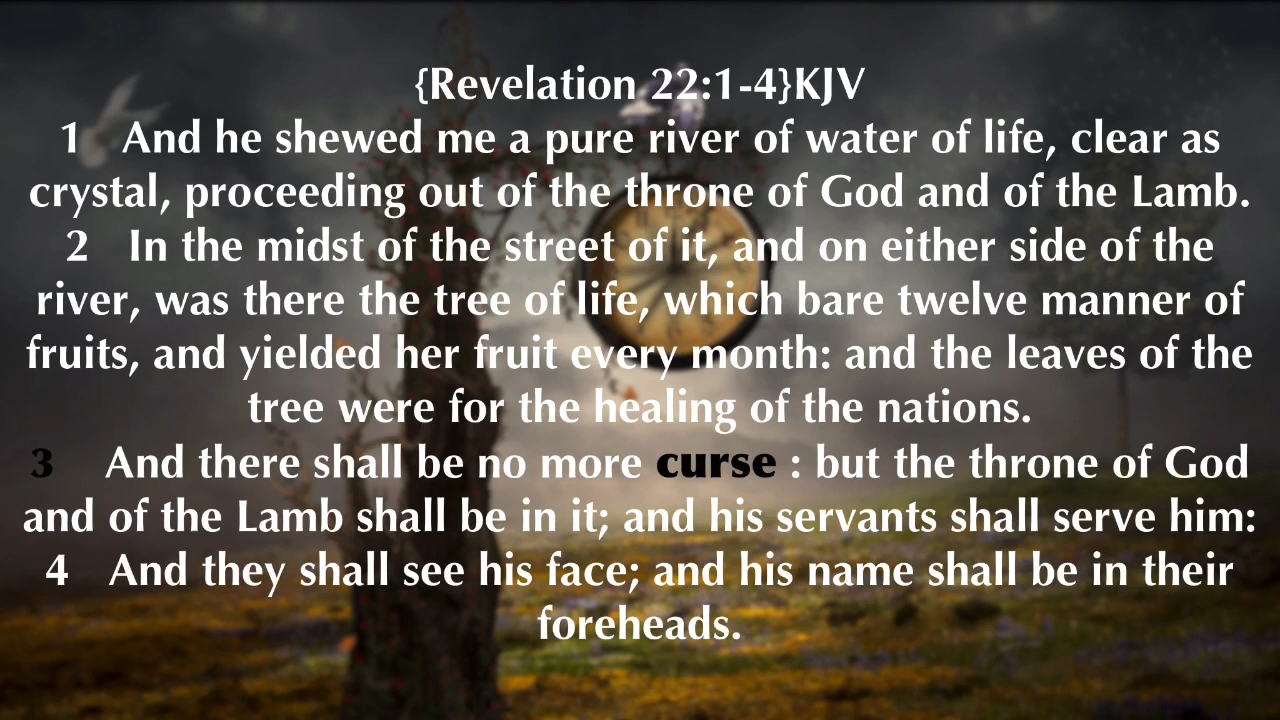 {Revelation 22:1-4}KJV
1 And he shewed me a pure river of water of life, clear as
crystal, proceeding out of the throne of God and of the Lamb.
2 In the midst of the street of it, and on either side of the
river, was there the tree of life, which bare twelve manner of
fruits, and yielded her fruit every month: and the leaves of the
tree were for the healing of the nations.
3 And there shall be no more curse : but the throne of God
and of the Lamb shall be in it; and his servants shall serve him:
4 And they shall see his face; and his name shall be in their
foreheads.